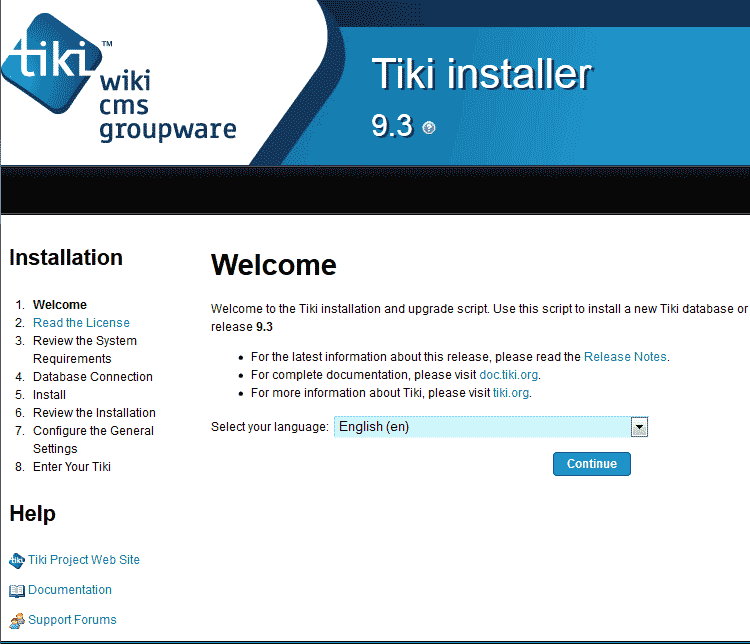 tiki™
wiki
cms
groupware
Tiki installer
9.3
Installation
1. Welcome
2. Read the License
3. Review the System
Requirements
4. Database Connection
5. Install
6. Review the Installation
7. Configure the General
Settings
8. Enter Your Tiki
Help
Tiki Project Web Site
Documentation
Support Forums
Welcome
Welcome to the Tiki installation and upgrade script. Use this script to install a new Tiki database or
release 9.3
• For the latest information about this release, please read the Release Notes.
• For complete documentation, please visit doc.tiki.org.
• For more information about Tiki, please visit tiki.org.
Select your language: English (en)
Continue